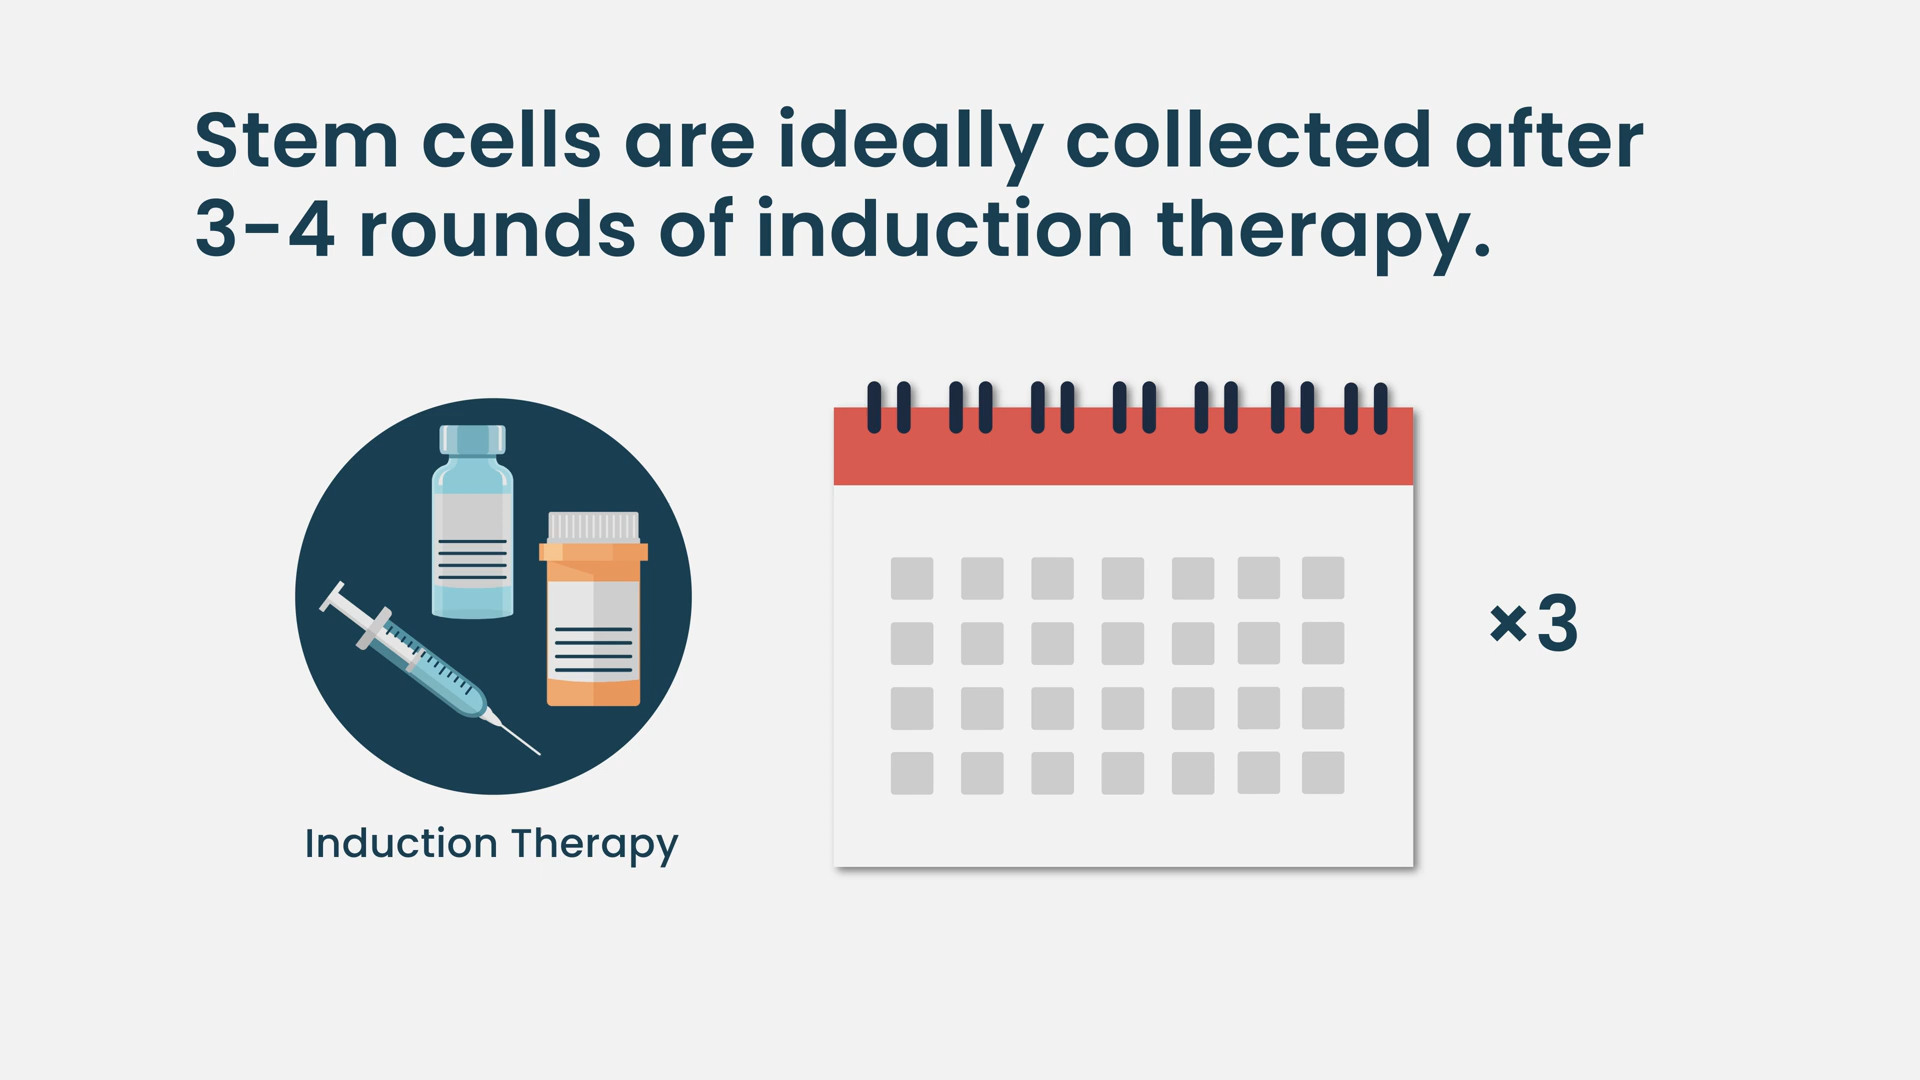 Stem cells are ideally collected after
3-4 rounds of induction therapy.
×3
Induction Therapy